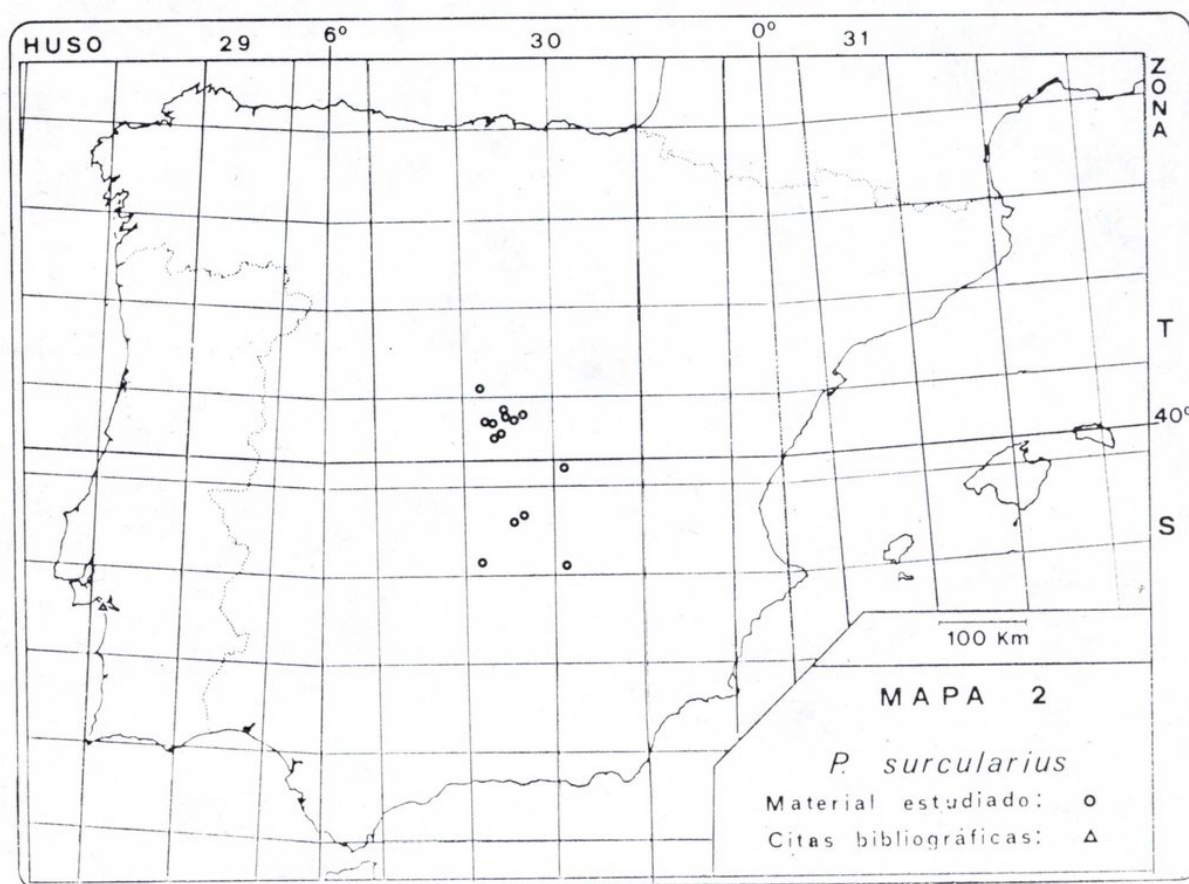 HUSO 29 6° 30 0° 31
ZONA
T
40°
S
100 Km
MAPA 2
P. surcularius
Material estudiado: o
Citas bibliográficas: Δ